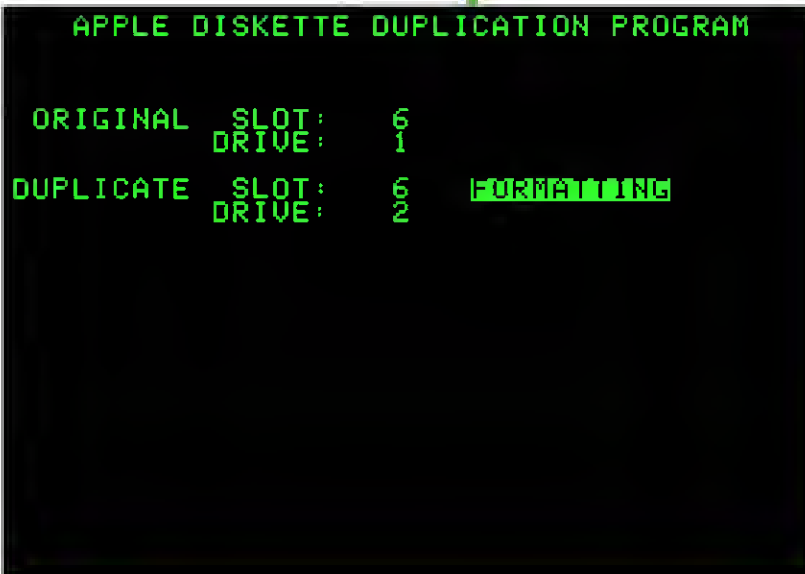 APPLE DISKETTE DUPLICATION PROGRAM
ORIGINAL SLOT: 6
DRIVE: 1
DUPLICATE SLOT: 6 FORMATTING
DRIVE: 2